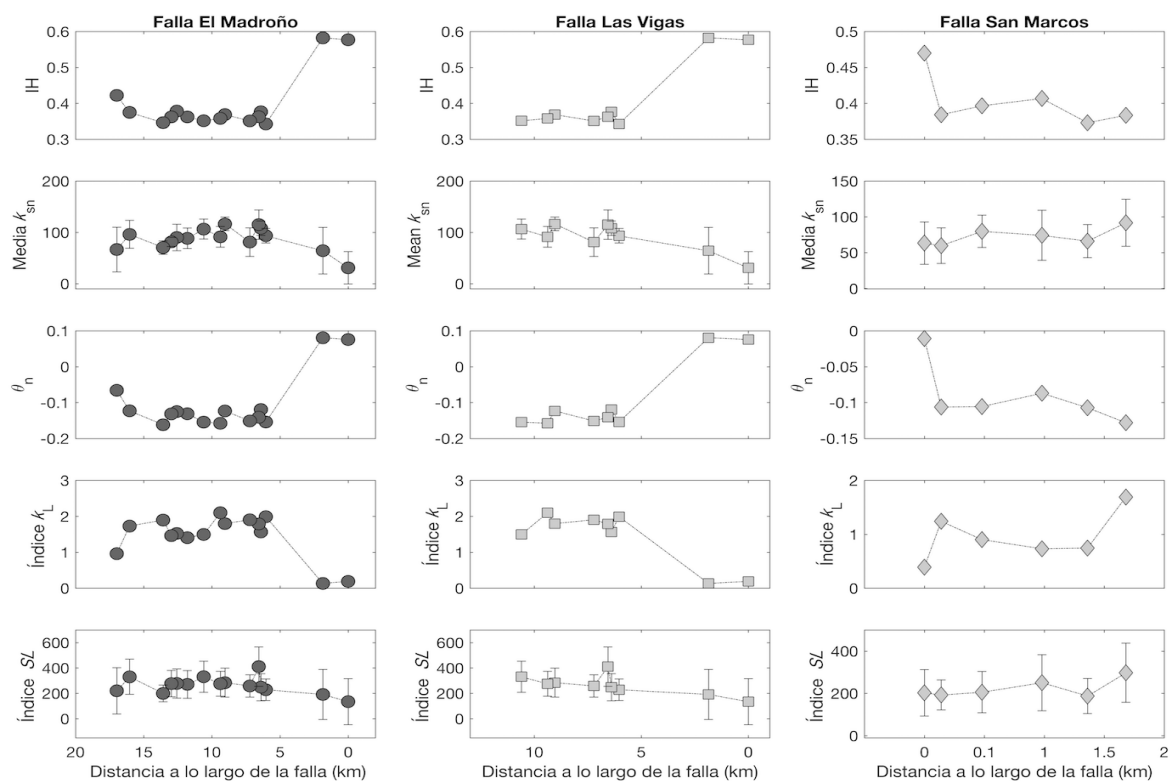 Falla El Madroño
Falla Las Vigas
Falla San Marcos
0.6
0.5
0.4
0.3
IH
0.6
0.5
0.4
0.3
IH
0.5
0.45
0.4
0.35
IH
200
100
0
Media ksn
200
100
0
Mean ksn
150
100
50
0
Media ksn
0.1
0
-0.1
-0.2
θn
0.1
0
-0.1
-0.2
θn
0
-0.05
-0.1
-0.15
θn
3
2
1
0
Índice kL
3
2
1
0
Índice kL
2
1
0
Índice kL
600
400
200
0
Índice SL
600
400
200
0
Índice SL
400
200
0
Índice SL
20 15 10 5 0
10 5 0
0 0.1 1 1.5 2
Distancia a lo largo de la falla (km)
Distancia a lo largo de la falla (km)
Distancia a lo largo de la falla (km)